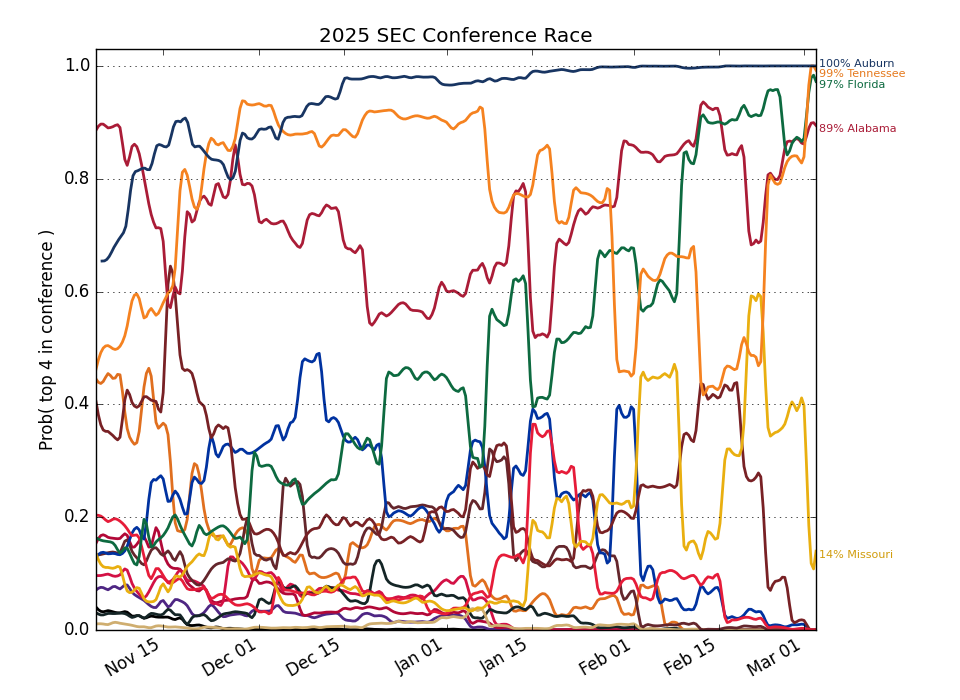 2025 SEC Conference Race
Prob( top 4 in conference )
1.0
0.8
0.6
0.4
0.2
0.0
Nov 15
Dec 01
Dec 15
Jan 01
Jan 15
Feb 01
Feb 15
Mar 01
100% Auburn
99% Tennessee
97% Florida
89% Alabama
14% Missouri